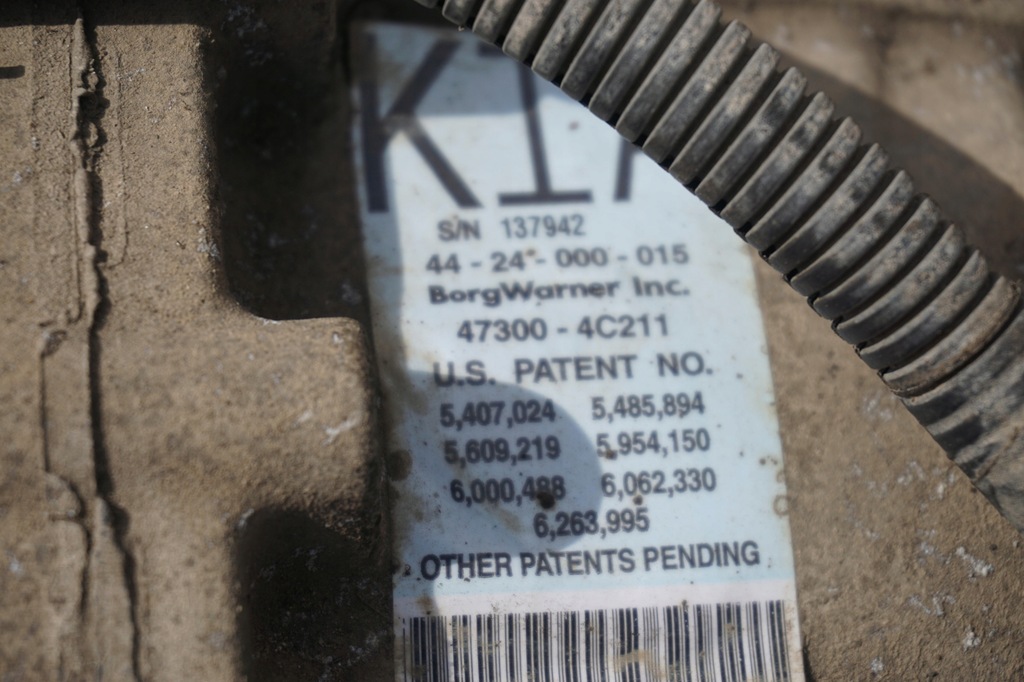 KIA
S/N 137942
44 - 24 - 000 - 015
BorgWarner Inc.
47300 - 4C211
U.S. PATENT NO.
5,407,024 5,485,894
5,609,219 5,954,150
6,000,488 6,062,330
6,263,995
OTHER PATENTS PENDING